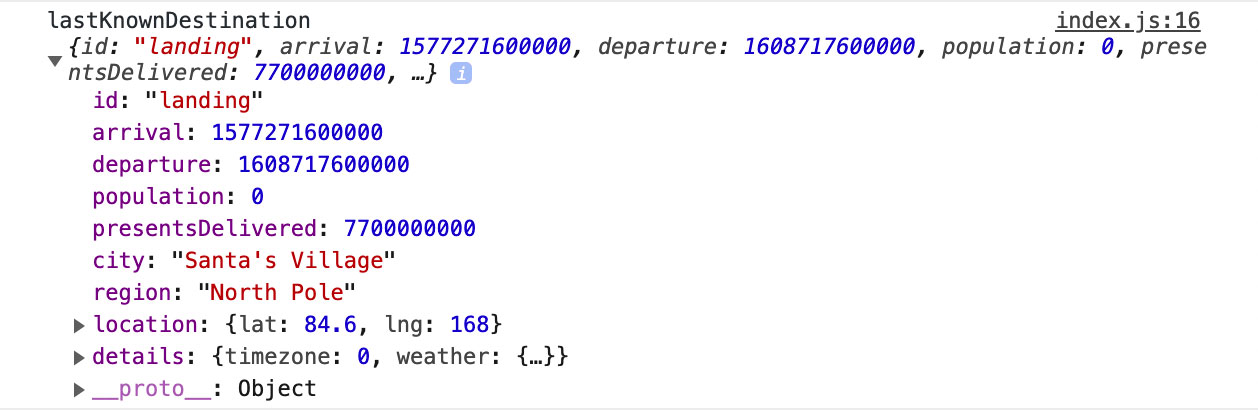 lastKnownDestination index.js:16
{id: "landing", arrival: 1577271600000, departure: 1608717600000, population: 0, prese
ntsDelivered: 7700000000, …} i
id: "landing"
arrival: 1577271600000
departure: 1608717600000
population: 0
presentsDelivered: 7700000000
city: "Santa's Village"
region: "North Pole"
location: {lat: 84.6, lng: 168}
details: {timezone: 0, weather: {…}}
__proto__: Object